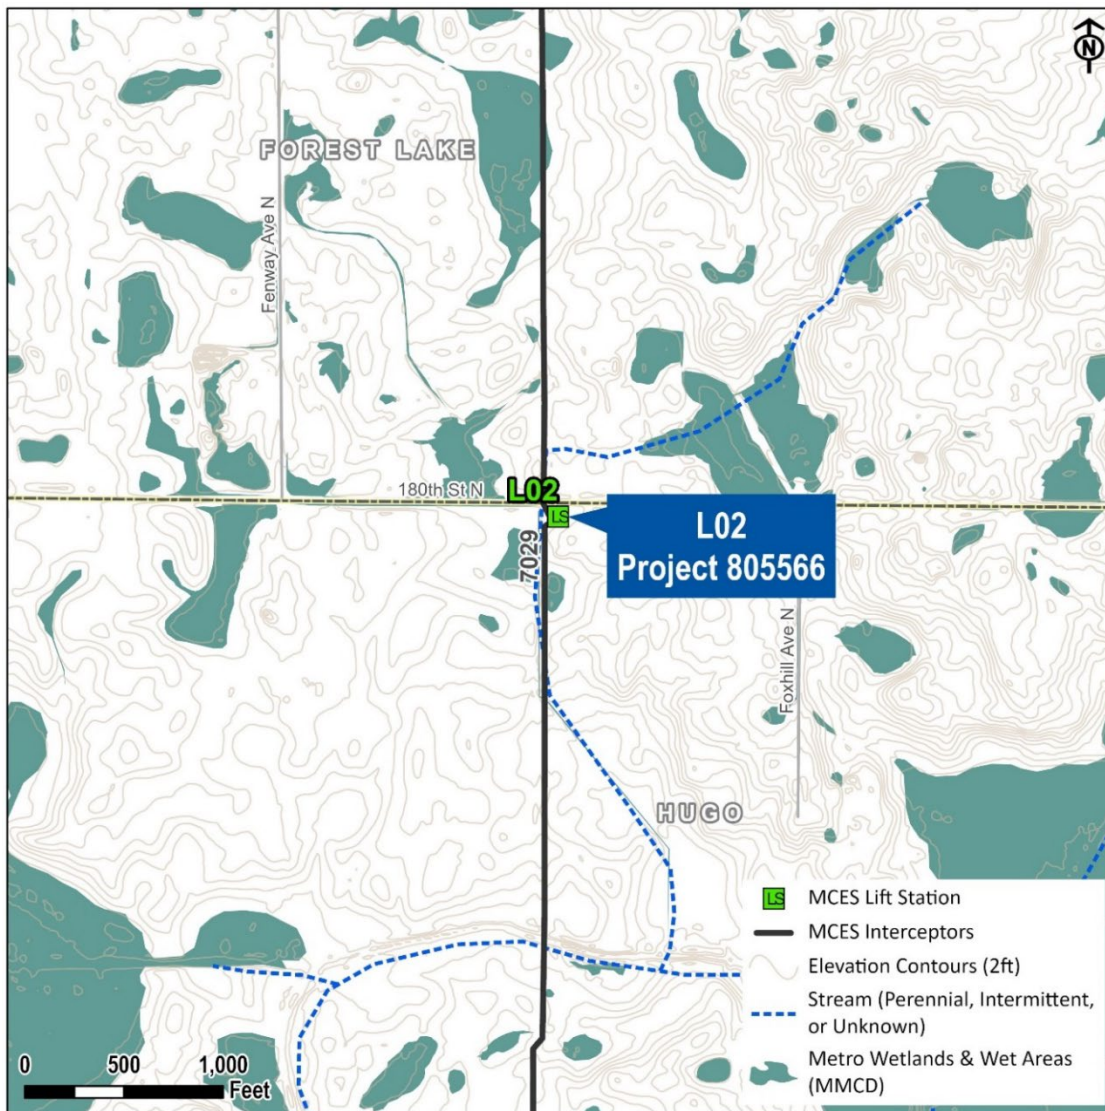 N
FOREST LAKE
Fenway Ave N
180th St N
L02
LS
L02
Project 805566
7029
Foxhill Ave N
HUGO
LS MCES Lift Station
MCES Interceptors
Elevation Contours (2ft)
Stream (Perennial, Intermittent,
or Unknown)
Metro Wetlands & Wet Areas
(MMCD)
0 500 1,000
Feet